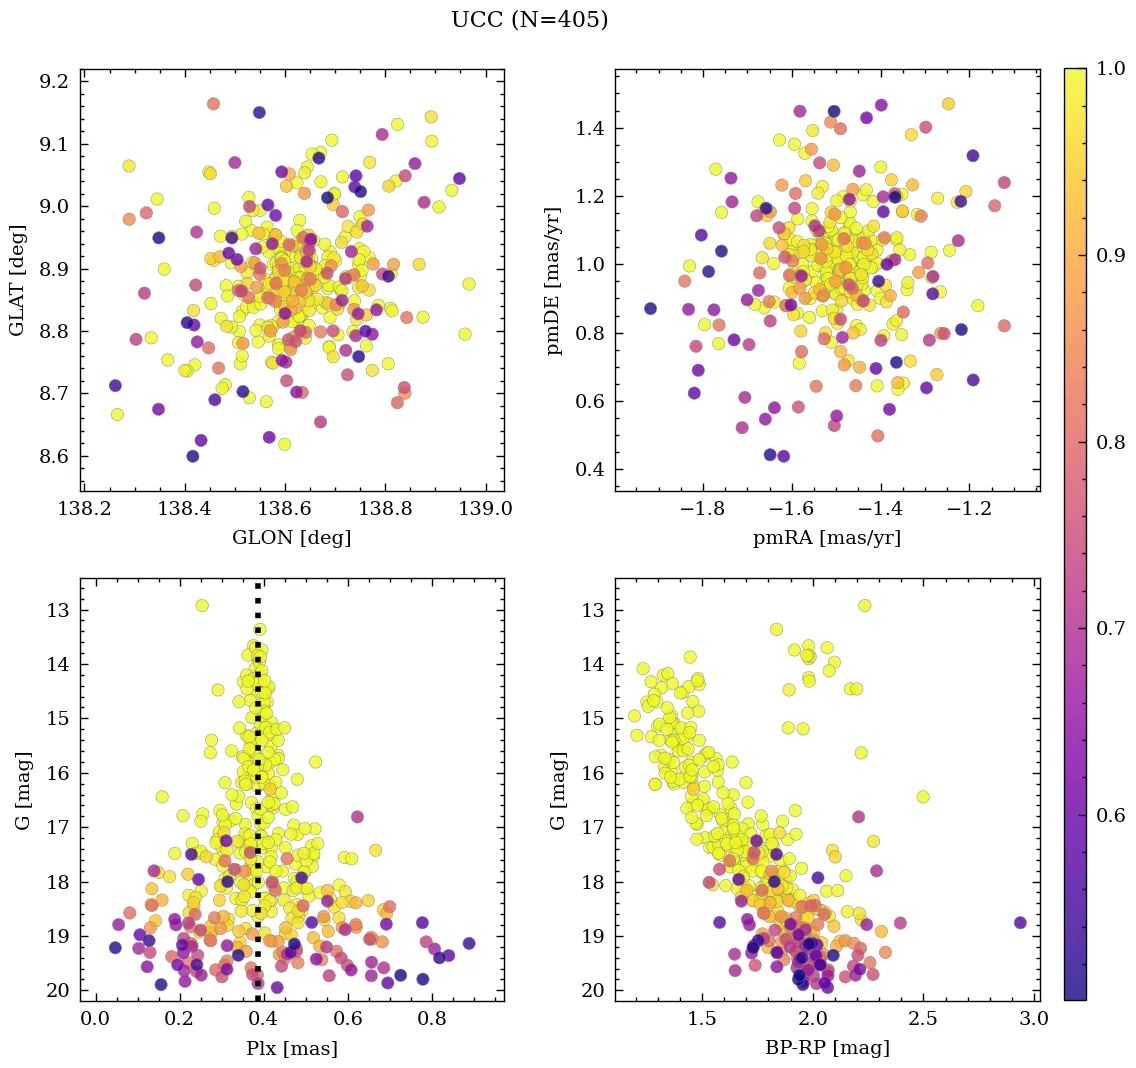 UCC (N=405)
9.2
9.1
9.0
8.9
8.8
8.7
8.6
GLAT [deg]
138.2 138.4 138.6 138.8 139.0
GLON [deg]
1.4
1.2
1.0
0.8
0.6
0.4
pmDE [mas/yr]
−1.8 −1.6 −1.4 −1.2
pmRA [mas/yr]
13
14
15
16
17
18
19
20
G [mag]
0.0 0.2 0.4 0.6 0.8
Plx [mas]
13
14
15
16
17
18
19
20
G [mag]
1.5 2.0 2.5 3.0
BP-RP [mag]
1.0
0.9
0.8
0.7
0.6